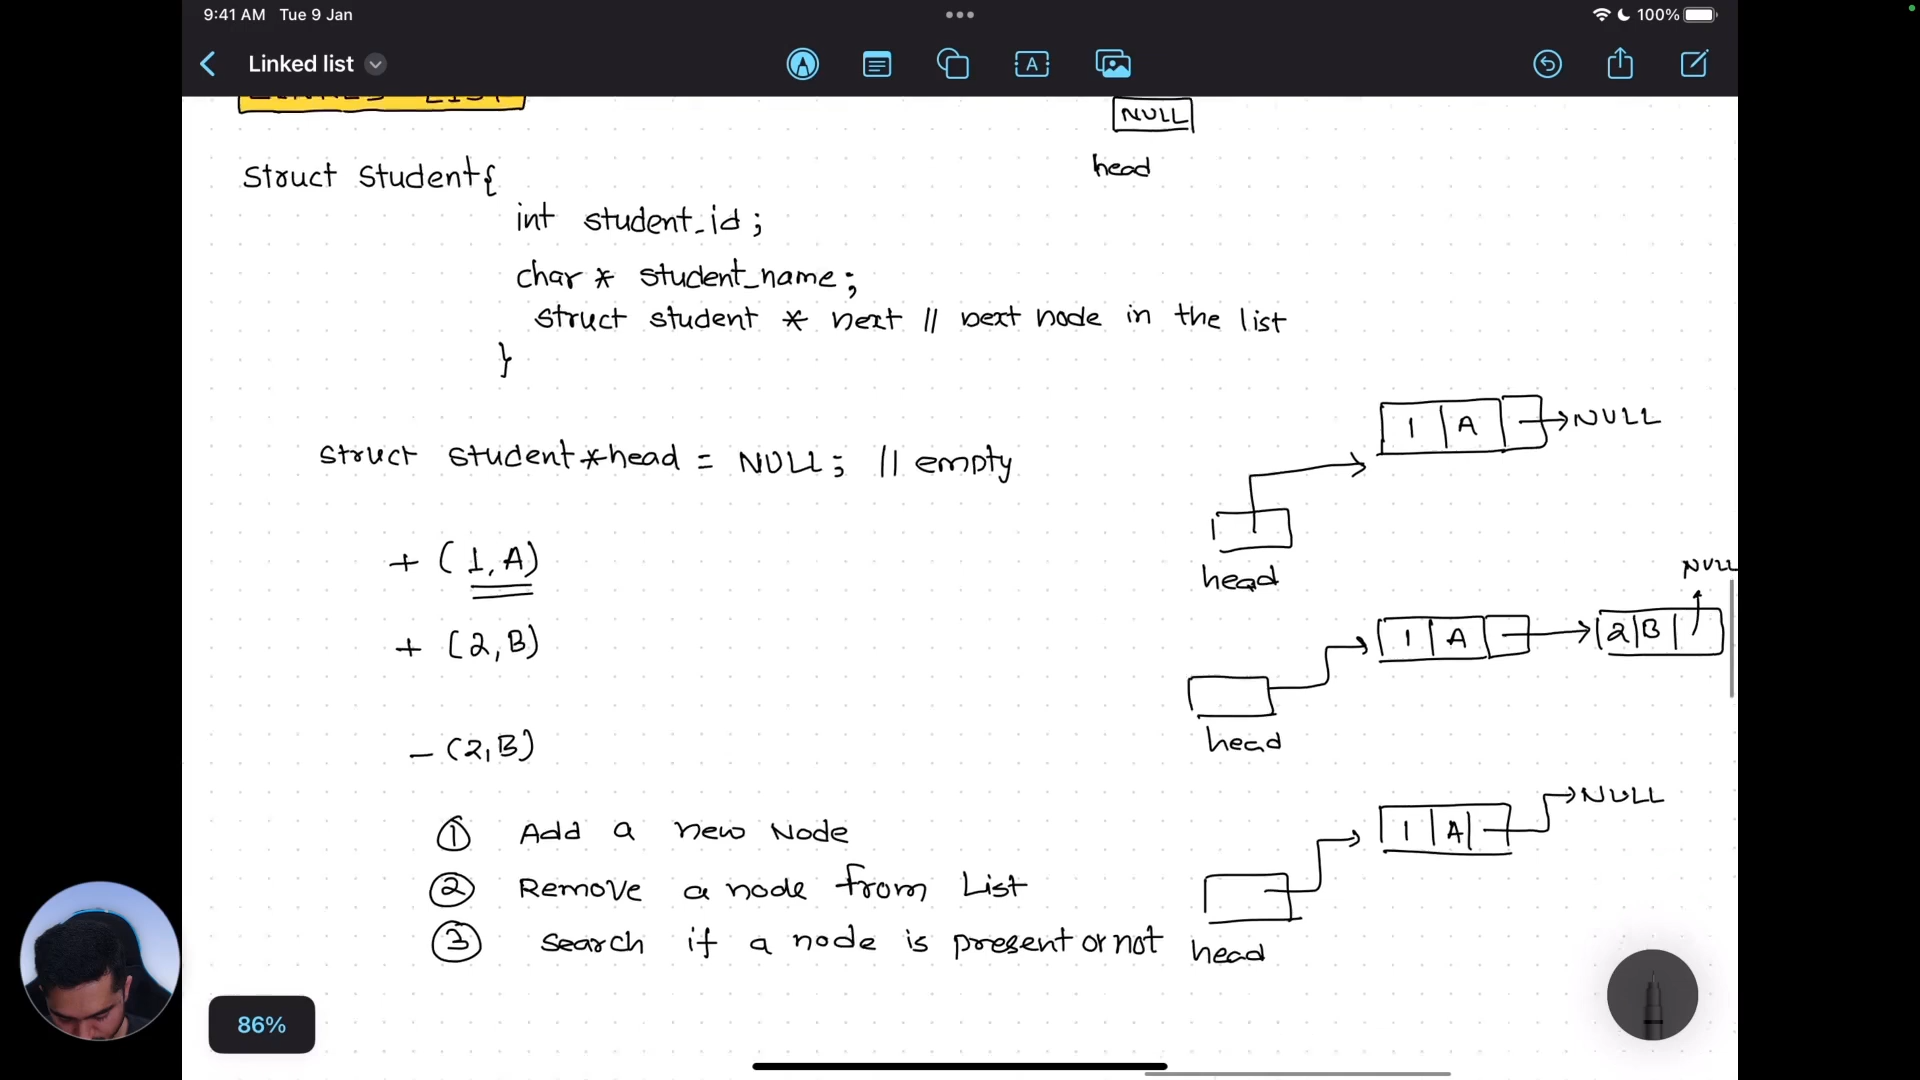 9:41 AM Tue 9 Jan
100%
Linked list
A
LINKED LIST
NULL
head
Struct Student{
int student_id;
char * student_name;
struct student * next // next node in the list
}
1 A NULL
struct student*head = NULL; // empty
head
+ (1, A)
NULL
+ (2, B)
1 A 2 B
head
- (2, B)
NULL
1 A
① Add a new Node
② Remove a node from List
③ search if a node is present or not
head
86%